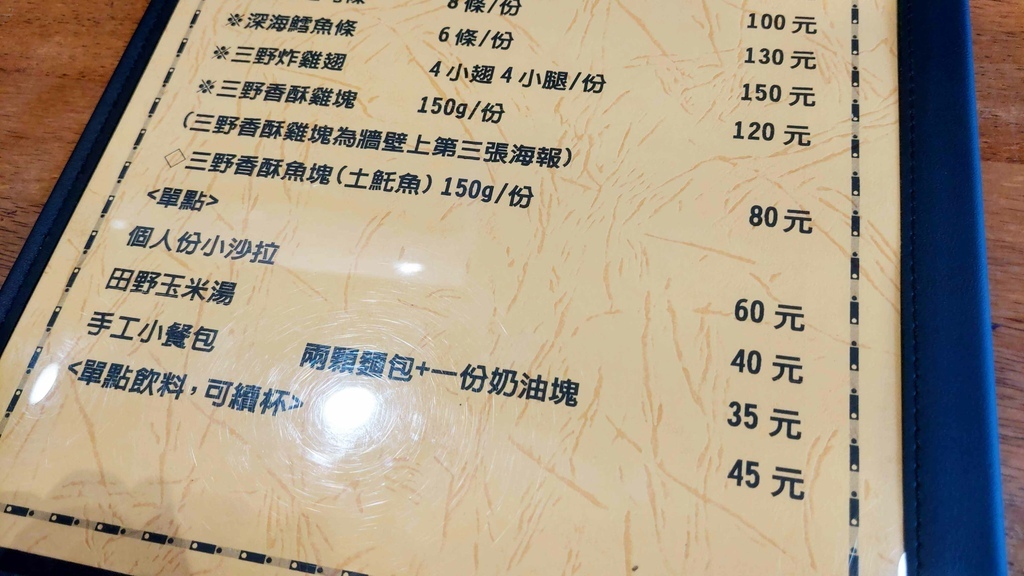 條 8條/份 100元
※深海鱈魚條 6條/份 130元
※三野炸雞翅 4小翅4小腿/份 150元
※三野香酥雞塊 150g/份 120元
(三野香酥雞塊為牆壁上第三張海報)
◇三野香酥魚塊(土魠魚) 150g/份 80元
<單點>
個人份小沙拉 60元
田野玉米湯 40元
手工小餐包 兩顆麵包+一份奶油塊 35元
<單點飲料,可續杯> 45元